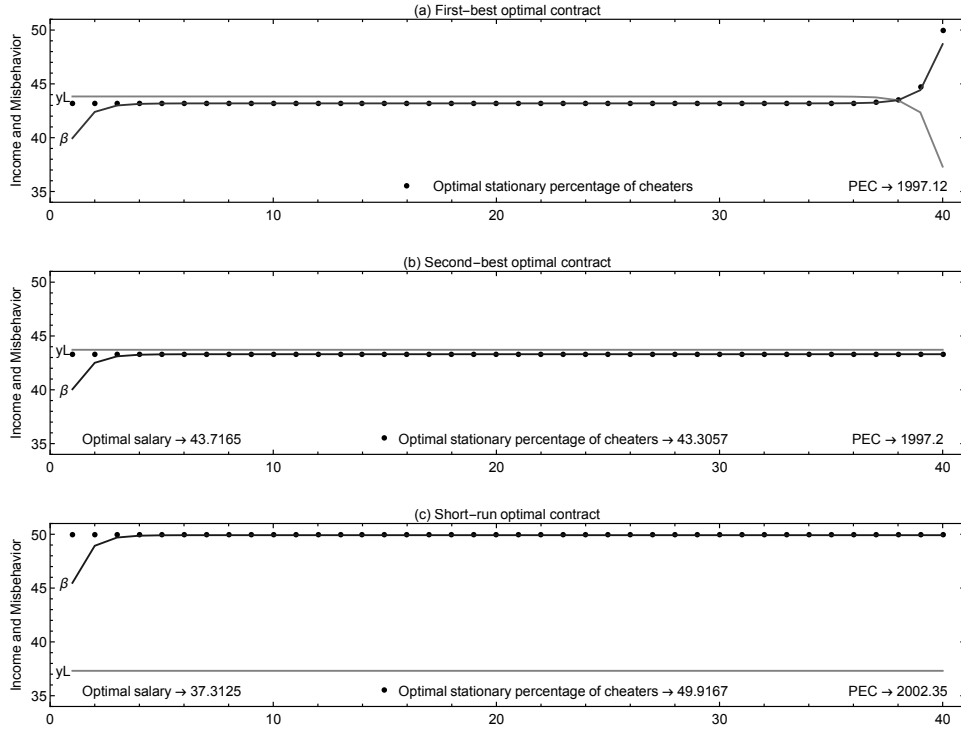 (a) First-best optimal contract
Income and Misbehavior
50
45
40
35
yL
β
Optimal stationary percentage of cheaters
PEC → 1997.12
0 10 20 30 40
(b) Second-best optimal contract
Income and Misbehavior
50
45
40
35
yL
β
Optimal salary → 43.7165
Optimal stationary percentage of cheaters → 43.3057
PEC → 1997.2
0 10 20 30 40
(c) Short-run optimal contract
Income and Misbehavior
50
45
40
35
β
yL
Optimal salary → 37.3125
Optimal stationary percentage of cheaters → 49.9167
PEC → 2002.35
0 10 20 30 40